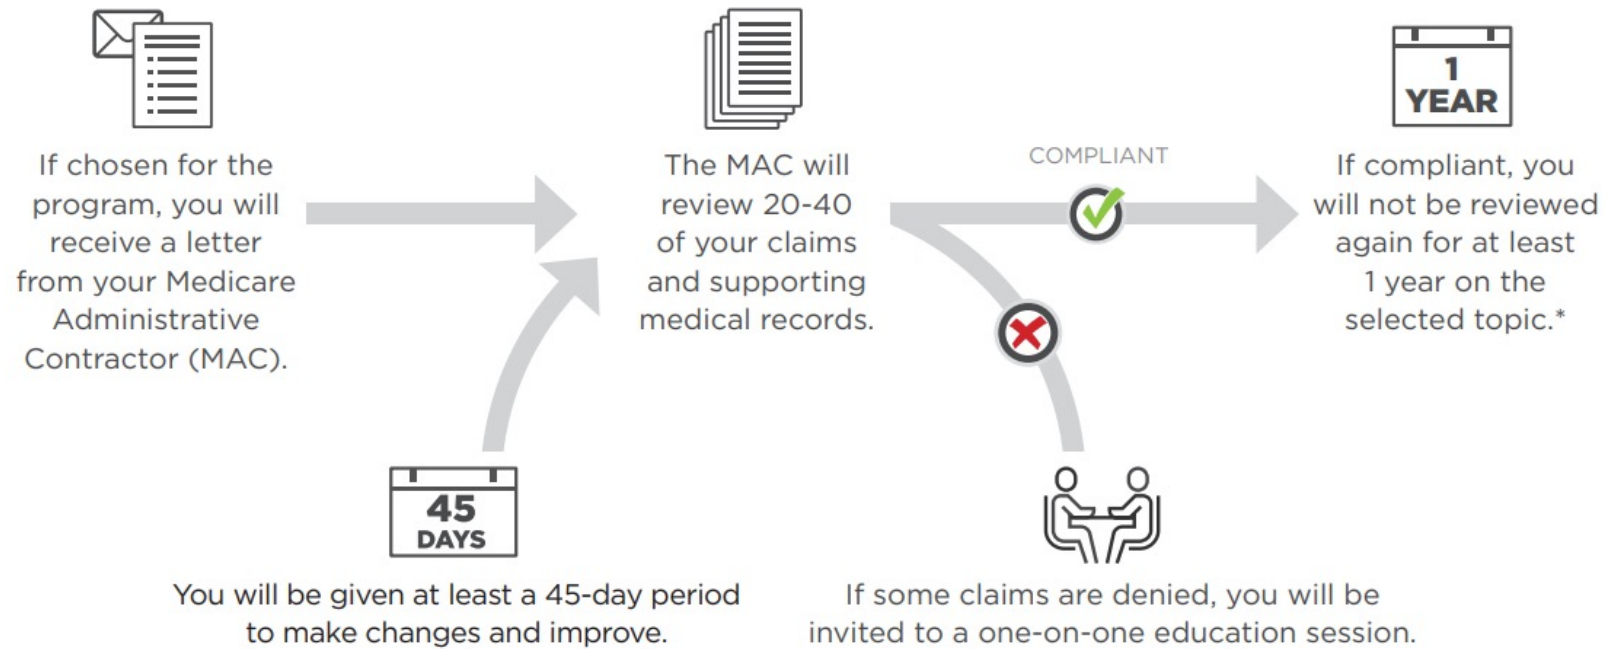 If chosen for the
program, you will
receive a letter
from your Medicare
Administrative
Contractor (MAC).
The MAC will
review 20-40
of your claims
and supporting
medical records.
COMPLIANT
1
YEAR
If compliant, you
will not be reviewed
again for at least
1 year on the
selected topic.*
45
DAYS
You will be given at least a 45-day period
to make changes and improve.
If some claims are denied, you will be
invited to a one-on-one education session.